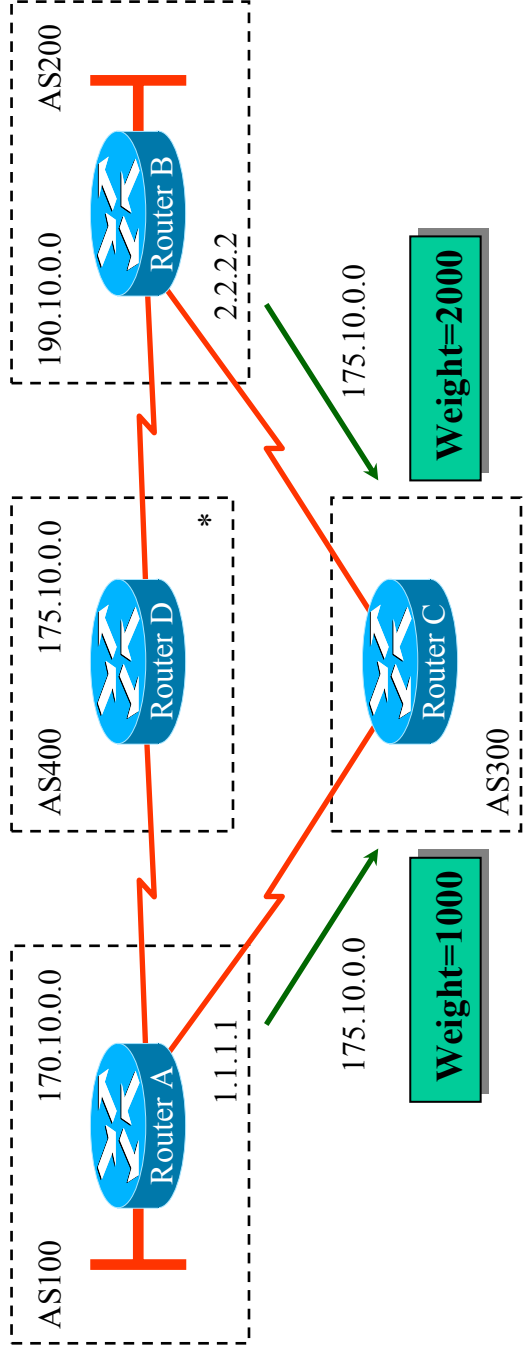 AS100
170.10.0.0
Router A
1.1.1.1
AS400
175.10.0.0
Router D
*
190.10.0.0
AS200
Router B
2.2.2.2
175.10.0.0
Weight=1000
Router C
AS300
175.10.0.0
Weight=2000